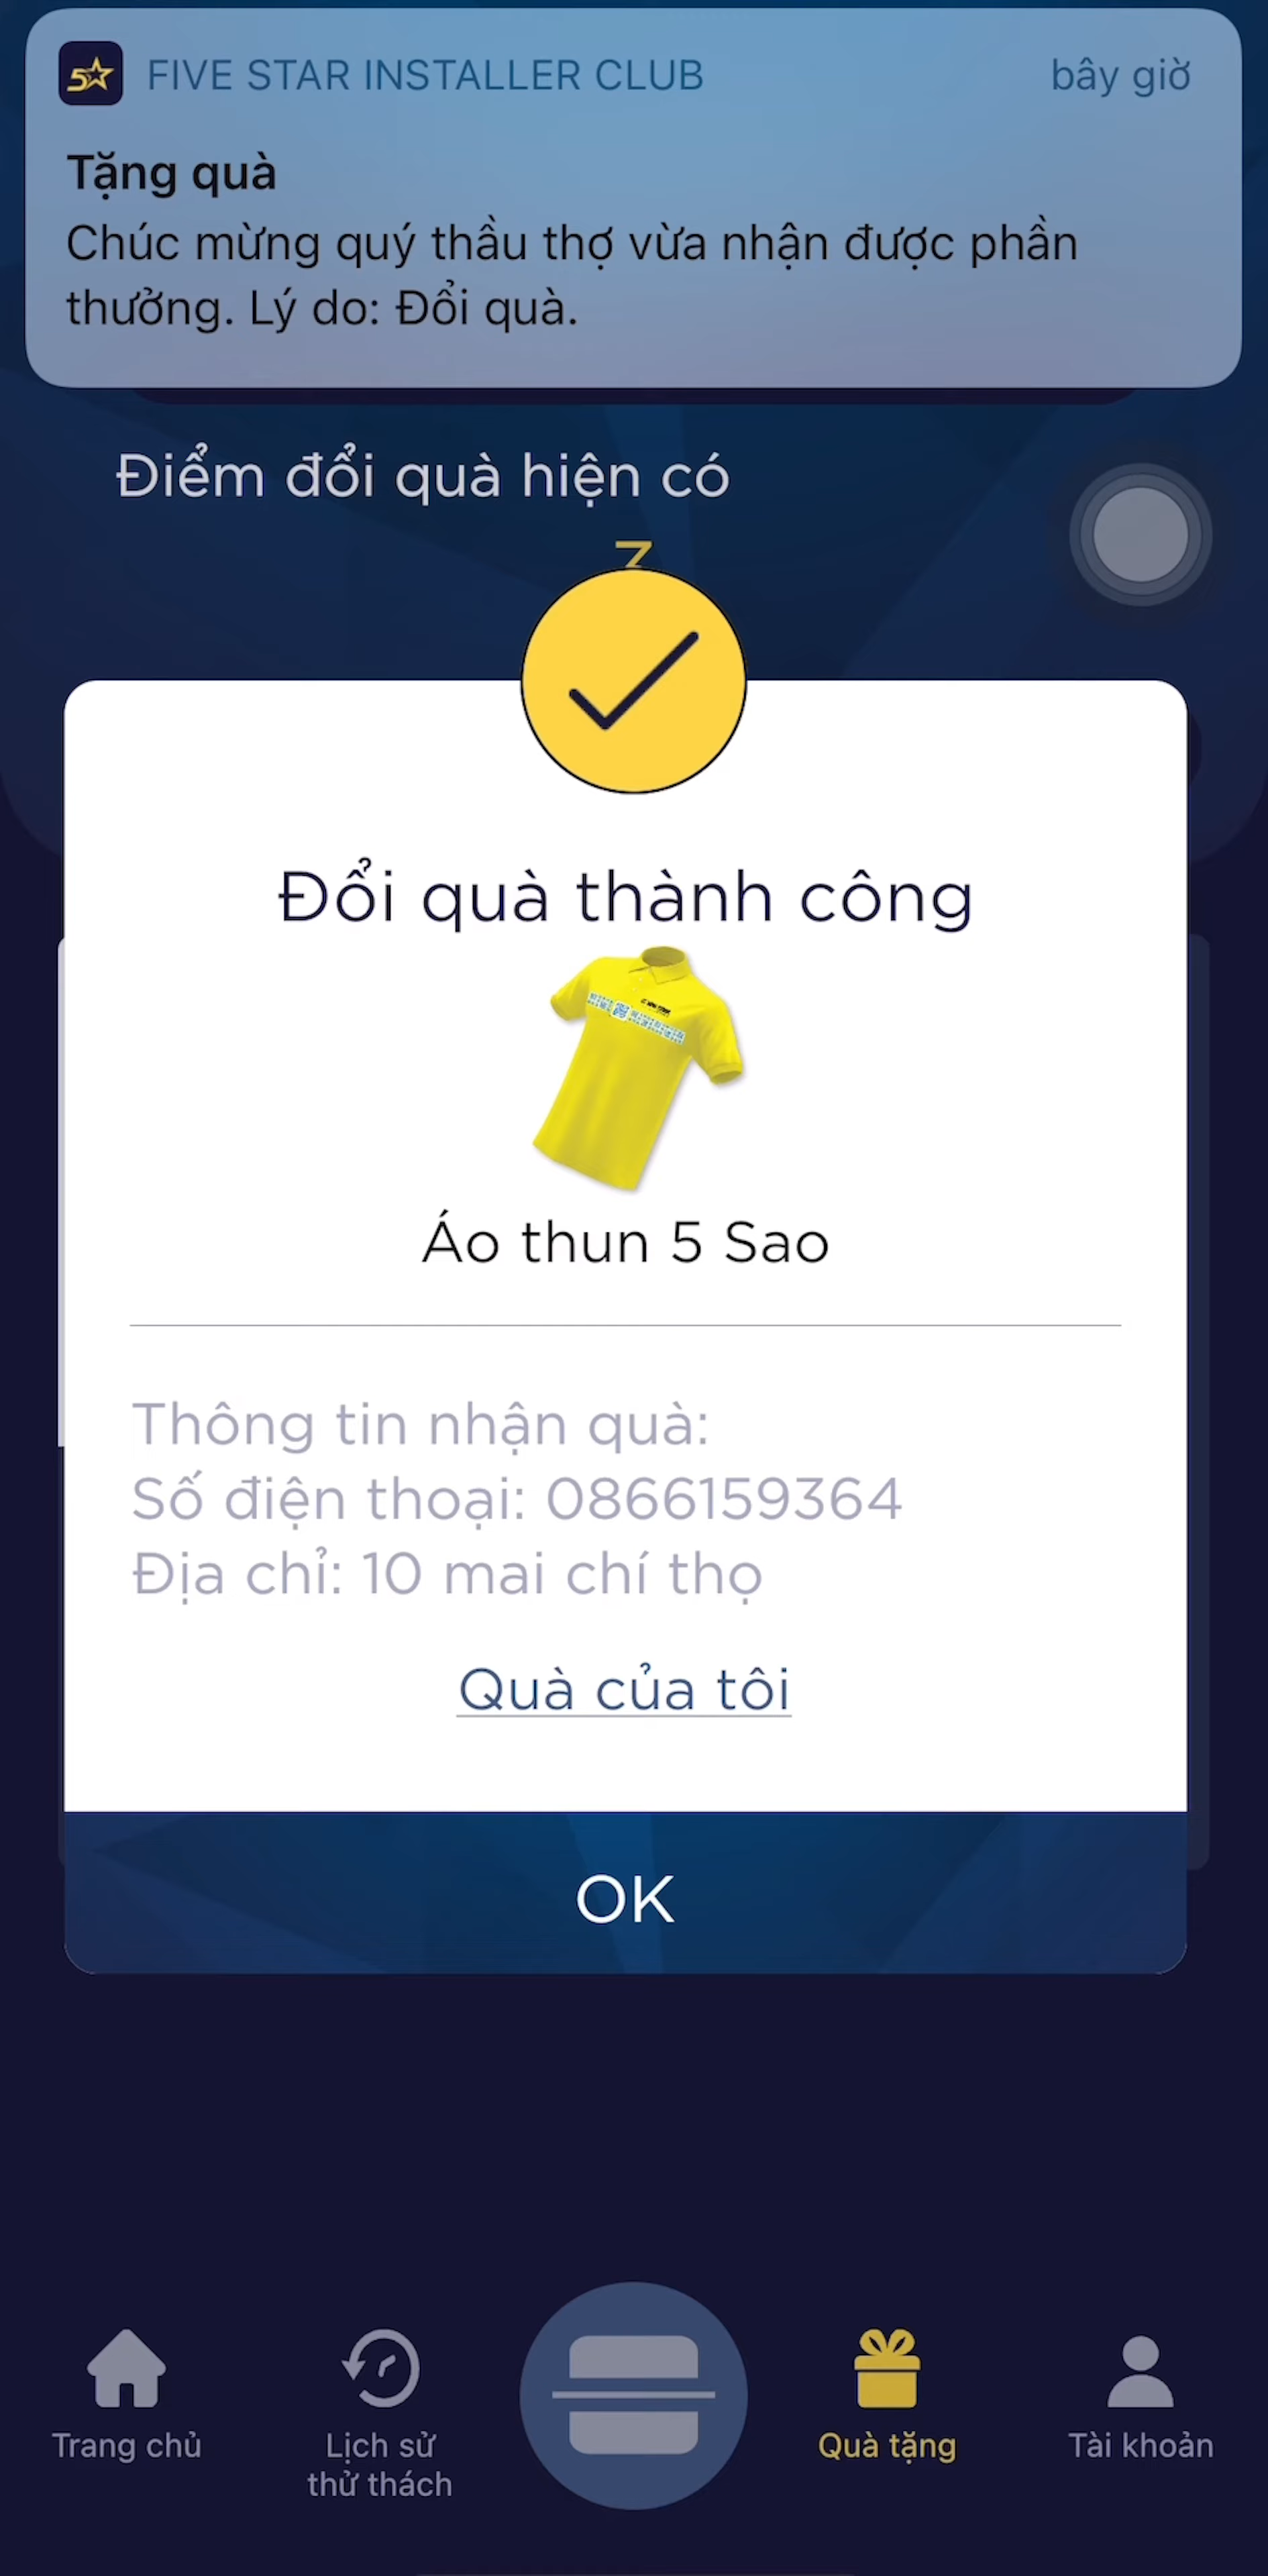 5
FIVE STAR INSTALLER CLUB
bây giờ
Tặng quà
Chúc mừng quý thầu thợ vừa nhận được phần
thưởng. Lý do: Đổi quà.
Điểm đổi quà hiện có
Đổi quà thành công
Áo thun 5 Sao
Thông tin nhận quà:
Số điện thoại: 0866159364
Địa chỉ: 10 mai chí thọ
Quà của tôi
OK
Trang chủ
Lịch sử
thử thách
Quà tặng
Tài khoản